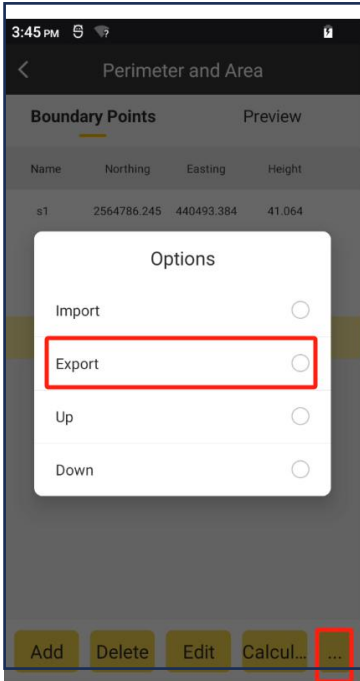 3:45 PM
Perimeter and Area
Boundary Points Preview
Name Northing Easting Height
s1 2564786.245 440493.384 41.064
Options
Import
Export
Up
Down
Add Delete Edit Calcul... ...